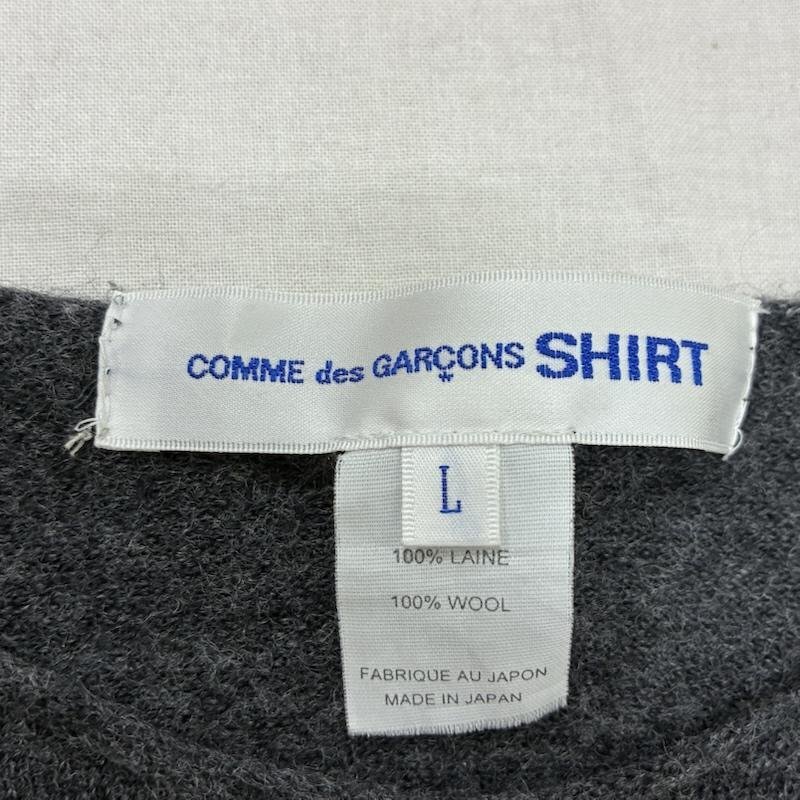 COMME des GARÇONS SHIRT
L
100% LAINE
100% WOOL
FABRIQUE AU JAPON
MADE IN JAPAN